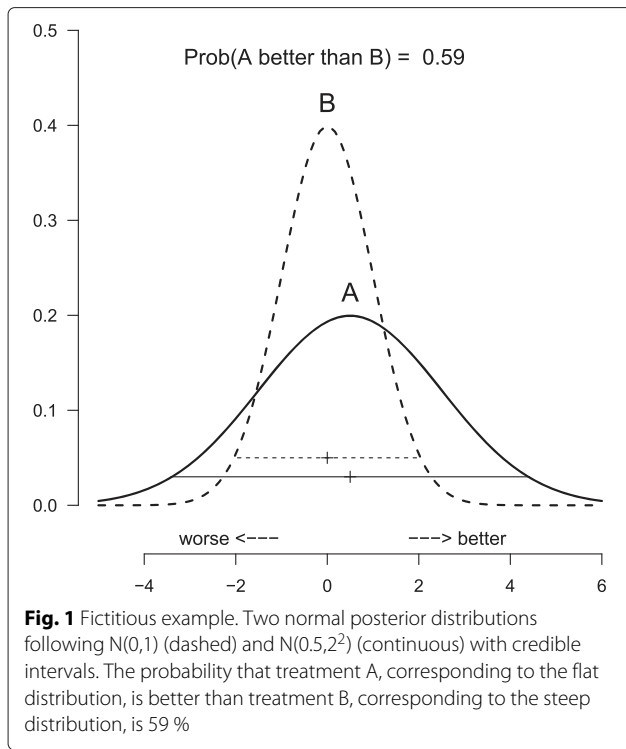 0.5
Prob(A better than B) = 0.59
B
0.4
0.3
A
0.2
0.1
0.0
worse <--- ---> better
−4 −2 0 2 4 6
Fig. 1 Fictitious example. Two normal posterior distributions
following N(0,1) (dashed) and N(0.5,2²) (continuous) with credible
intervals. The probability that treatment A, corresponding to the flat
distribution, is better than treatment B, corresponding to the steep
distribution, is 59 %